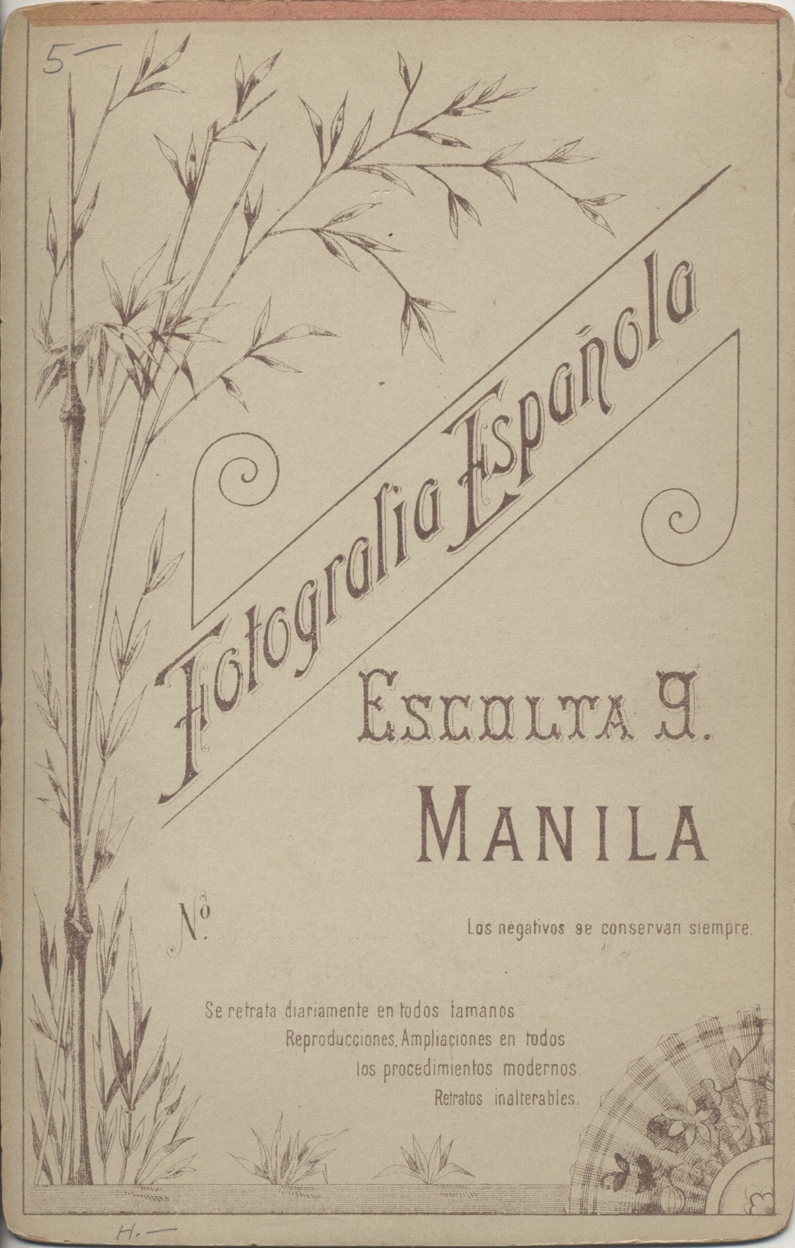 5-
Fotografia Española
ESCOLTA 9.
MANILA
Nº
Los negativos se conservan siempre.
Se retrata diariamente en todos tamanos
Reproducciones, Ampliaciones en todos
los procedimientos modernos.
Retratos inalterables.
H.-